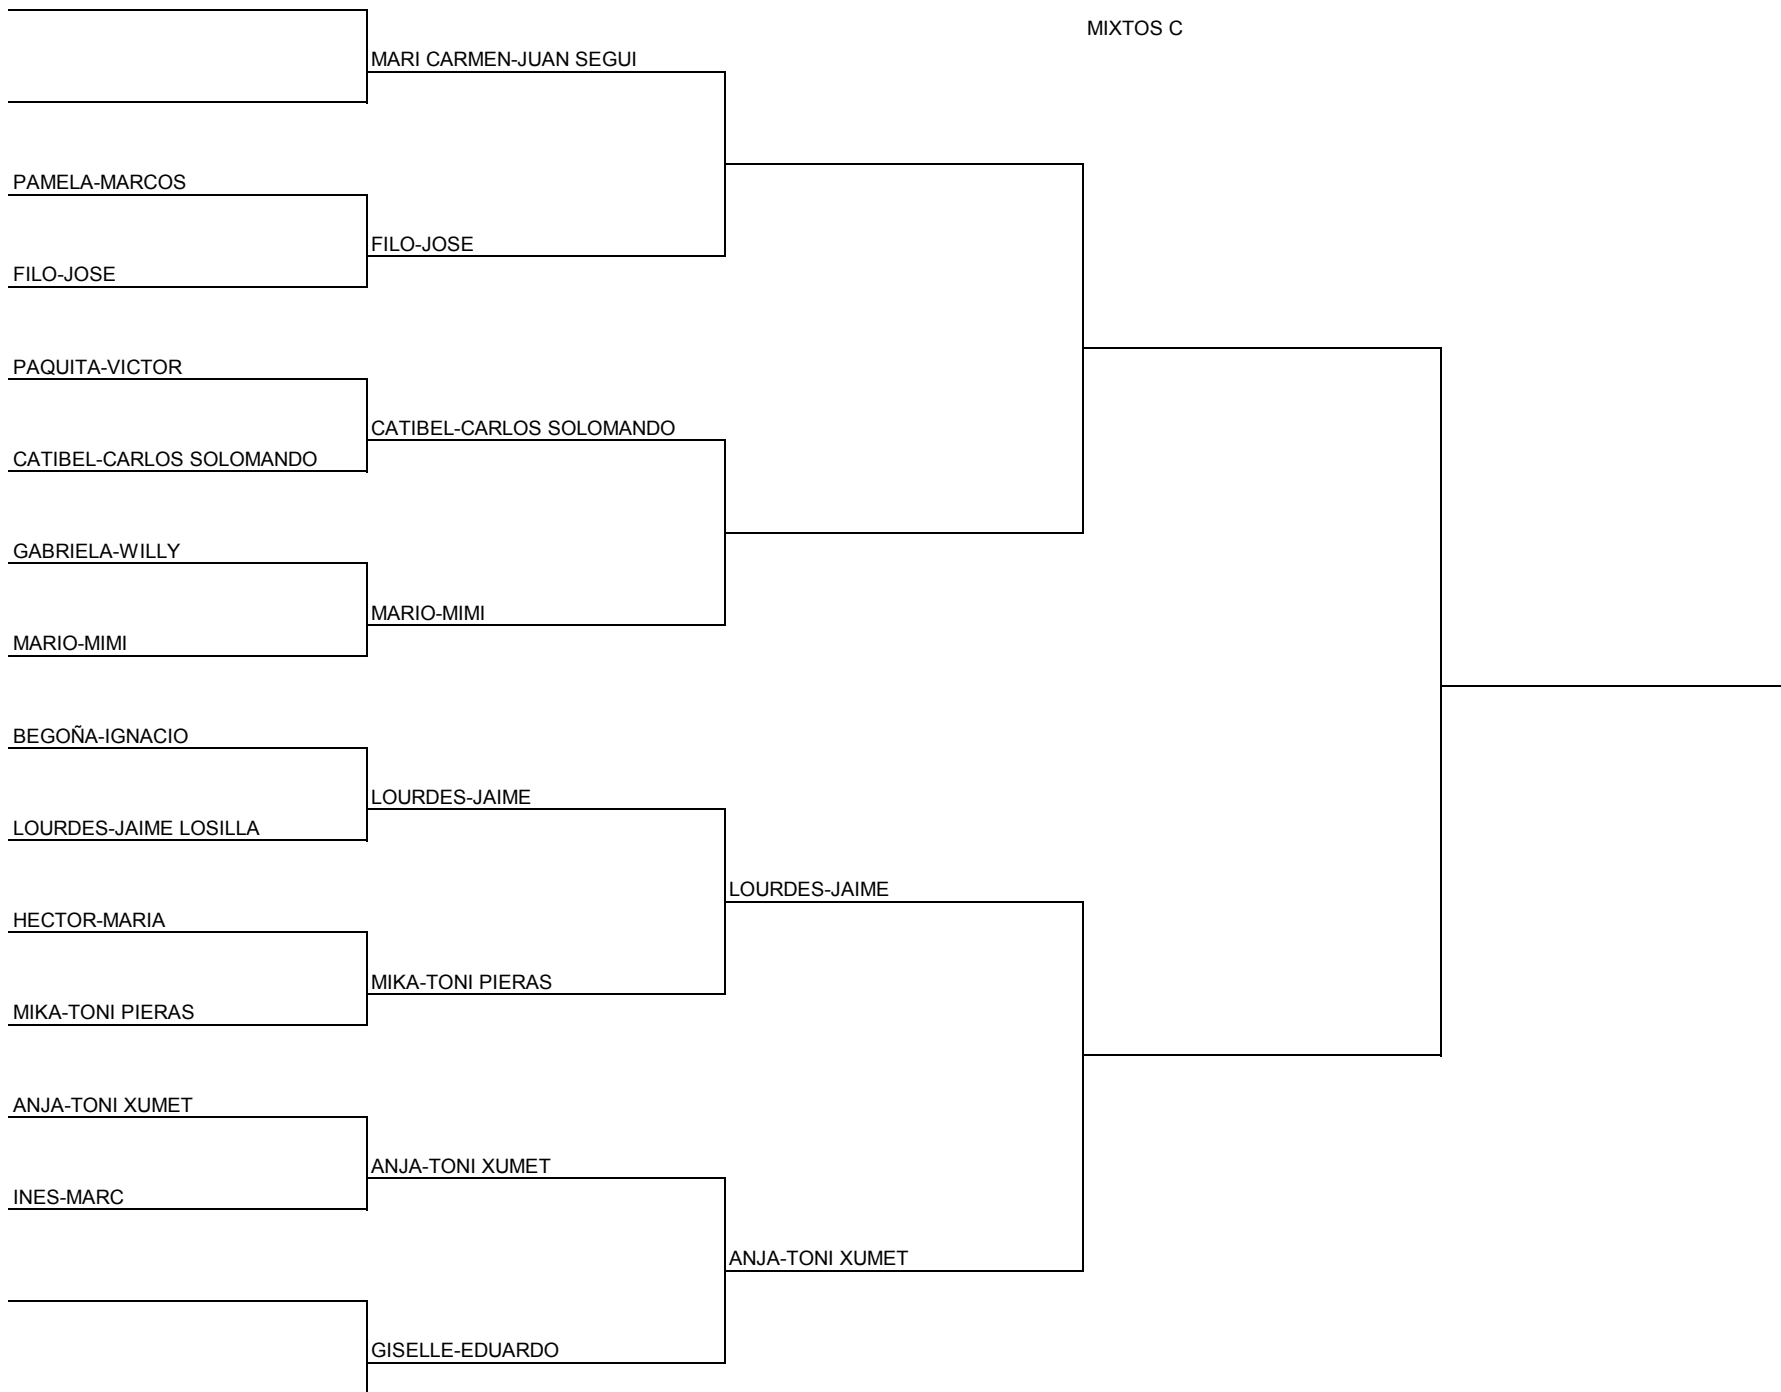 MIXTOS C
MARI CARMEN-JUAN SEGUI
PAMELA-MARCOS
FILO-JOSE
FILO-JOSE
PAQUITA-VICTOR
CATIBEL-CARLOS SOLOMANDO
CATIBEL-CARLOS SOLOMANDO
GABRIELA-WILLY
MARIO-MIMI
MARIO-MIMI
BEGOÑA-IGNACIO
LOURDES-JAIME
LOURDES-JAIME LOSILLA
LOURDES-JAIME
HECTOR-MARIA
MIKA-TONI PIERAS
MIKA-TONI PIERAS
ANJA-TONI XUMET
ANJA-TONI XUMET
INES-MARC
ANJA-TONI XUMET
GISELLE-EDUARDO